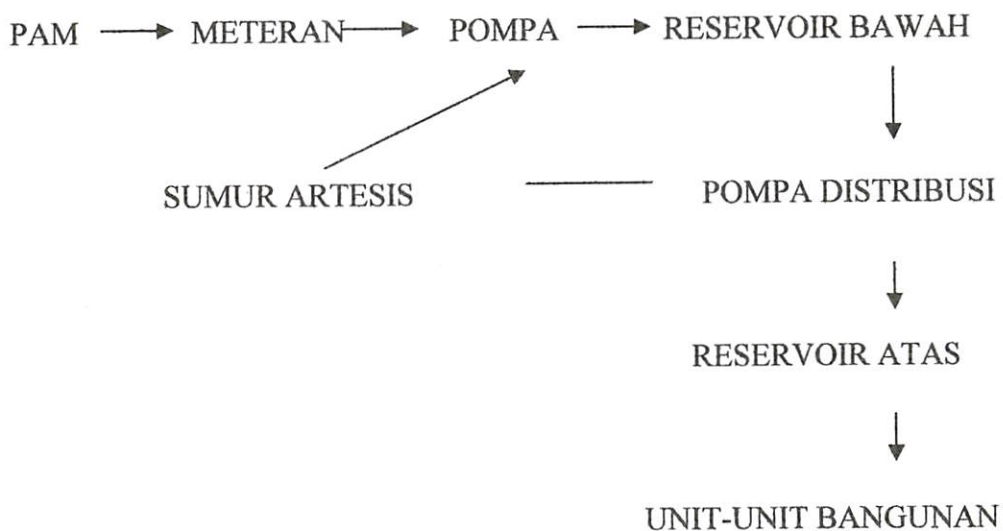 PAM METERAN POMPA RESERVOIR BAWAH
SUMUR ARTESIS POMPA DISTRIBUSI
RESERVOIR ATAS
UNIT-UNIT BANGUNAN